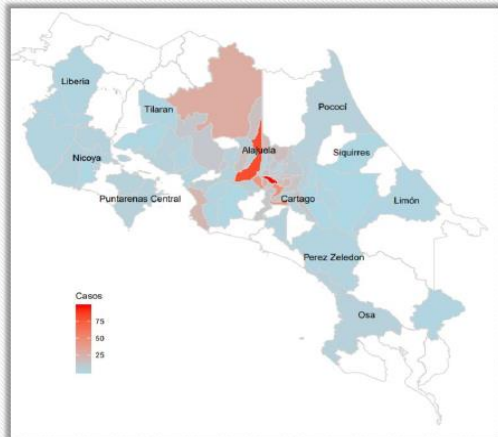 Liberia
Tilaran
Pococí
Alajuela
Siquirres
Nicoya
Puntarenas Central
Cartago
Limón
Perez Zeledon
Casos
75
50
25
Osa